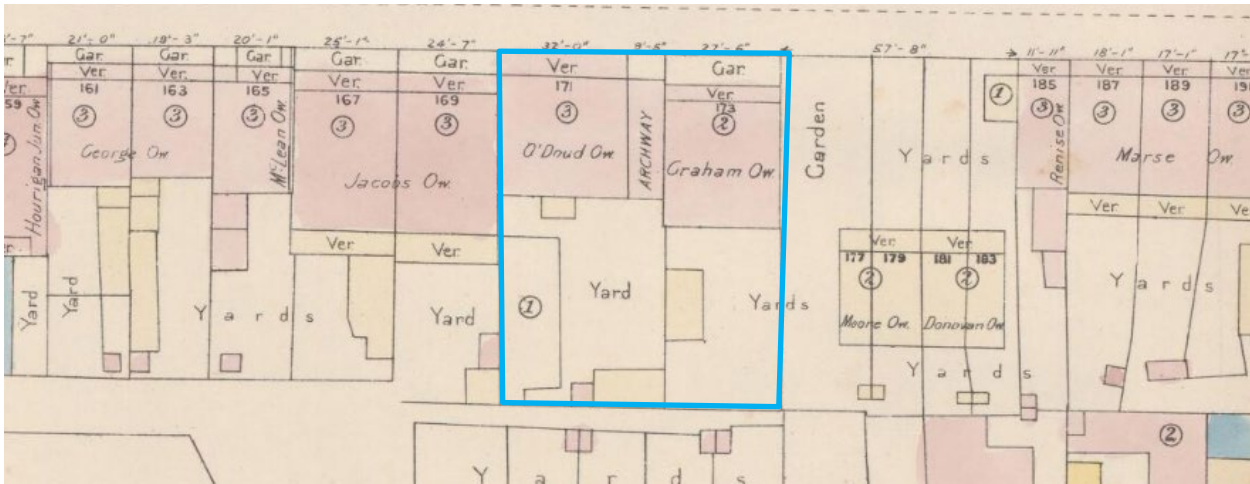 21'-0" 19'-3" 20'-1" 25'-1" 24'-7" 32'-0" 9'-5" 27'-6" 57'-8" 11'-11" 18'-1" 17'-1"
Gar. Gar. Gar. Gar. Gar. Ver. Gar. Ver. Ver. Ver.
Ver. Ver. Ver. Ver. Ver. Ver. Ver.
161 163 165 167 169 171 173 185 187 189
3 3 3 3 3 3 2 1 3 3 3 3
Hourigan Jun. Ow.
George Ow.
McLean Ow.
Jacobs Ow.
O'Doud Ow.
ARCHWAY
Graham Ow.
Garden
Yards
Renise Ow.
Marse Ow.
Ver. Ver. Ver. Ver. Ver. Ver.
177 179 181 183
2 2
Moore Ow. Donovan Ow.
Yard Yard Yards Yard
1
Yard Yards Yards
Yards
Yards
2